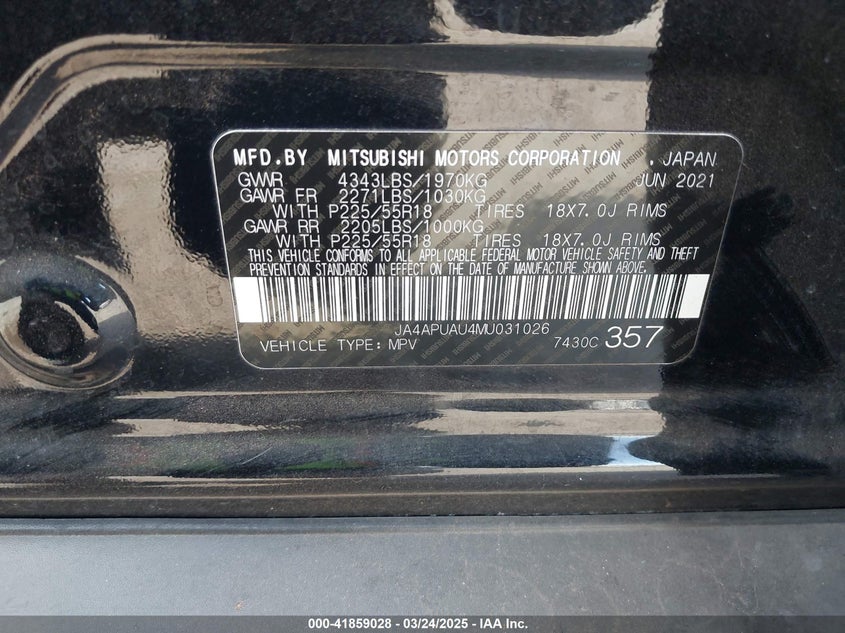 MFD.BY MITSUBISHI MOTORS CORPORATION , JAPAN
GVWR 4343LBS/1970KG JUN 2021
GAWR FR 2271LBS/1030KG
WITH P225/55R18 TIRES 18X7.0J RIMS
GAWR RR 2205LBS/1000KG
WITH P225/55R18 TIRES 18X7.0J RIMS
THIS VEHICLE CONFORMS TO ALL APPLICABLE FEDERAL MOTOR VEHICLE SAFETY AND THEFT
PREVENTION STANDARDS IN EFFECT ON THE DATE OF MANUFACTURE SHOWN ABOVE.
JA4APUAU4MU031026
VEHICLE TYPE: MPV 7430C 357
000-41859028 - 03/24/2025 - IAA Inc.